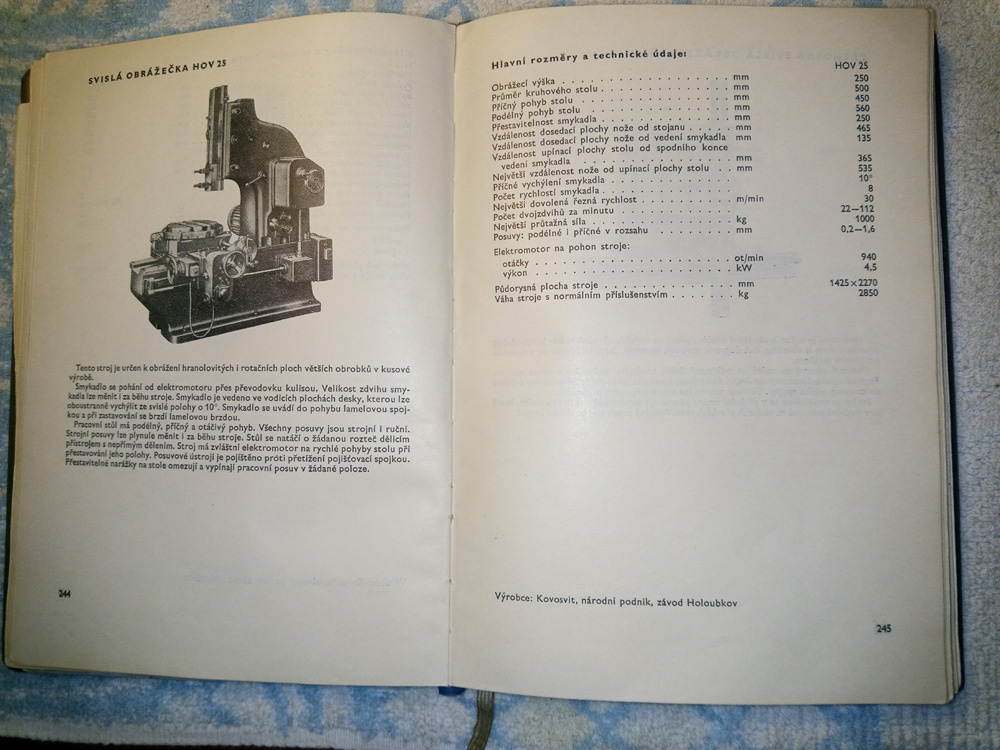 SVISLÁ OBRÁŽEČKA HOV 25
Tento stroj je určen k obrážení hranolovitých i rotačních ploch větších obrobků v kusové
výrobě.
Smykadlo se pohání od elektromotoru přes převodovku kulisou. Velikost zdvihu smy-
kadla lze měnit i za běhu stroje. Smykadlo je vedeno ve vodicích plochách desky, kterou lze
oboustranně vychýlit ze svislé polohy o 10°. Smykadlo se uvádí do pohybu lamelovou spoj-
kou a při zastavování se brzdí lamelovou brzdou.
Pracovní stůl má podélný, příčný a otáčivý pohyb. Všechny posuvy jsou strojní i ruční.
Strojní posuvy lze plynule měnit i za běhu stroje. Stůl se natáčí o žádanou rozteč dělicím
přístrojem s nepřímým dělením. Stroj má zvláštní elektromotor na rychlé pohyby stolu při
přestavování jeho polohy. Posuvové ústrojí je pojištěno proti přetížení pojišťovací spojkou.
Přestavitelné narážky na stole omezují a vypínají pracovní posuv v žádané poloze.
244
Hlavní rozměry a technické údaje:
HOV 25
Obrážecí výška . . . . . . . . . . . . . . . . . . . mm 250
Průměr kruhového stolu . . . . . . . . . . . . . . mm 500
Příčný pohyb stolu . . . . . . . . . . . . . . . . mm 450
Podélný pohyb stolu . . . . . . . . . . . . . . . mm 560
Přestavitelnost smykadla . . . . . . . . . . . . . mm 250
Vzdálenost dosedací plochy nože od stojanu . . . . . mm 465
Vzdálenost dosedací plochy nože od vedení smykadla mm 135
Vzdálenost upínací plochy stolu od spodního konce
vedení smykadla . . . . . . . . . . . . . . . . mm 365
Největší vzdálenost nože od upínací plochy stolu . . mm 535
Příčné vychýlení smykadla . . . . . . . . . . . . . 10°
Počet rychlostí smykadla . . . . . . . . . . . . . 8
Největší dovolená řezná rychlost . . . . . . . . . . m/min 30
Počet dvojzdvihů za minutu . . . . . . . . . . . . 22—112
Největší průtažná síla . . . . . . . . . . . . . . . kg 1000
Posuvy: podélné i příčné v rozsahu . . . . . . . . mm 0,2—1,6
Elektromotor na pohon stroje:
otáčky . . . . . . . . . . . . . . . . . . . . . ot/min 940
výkon . . . . . . . . . . . . . . . . . . . . . kW 4,5
Půdorysná plocha stroje . . . . . . . . . . . . . . mm 1425×2270
Váha stroje s normálním příslušenstvím . . . . . . . kg 2850
Výrobce: Kovosvit, národní podnik, závod Holoubkov
245